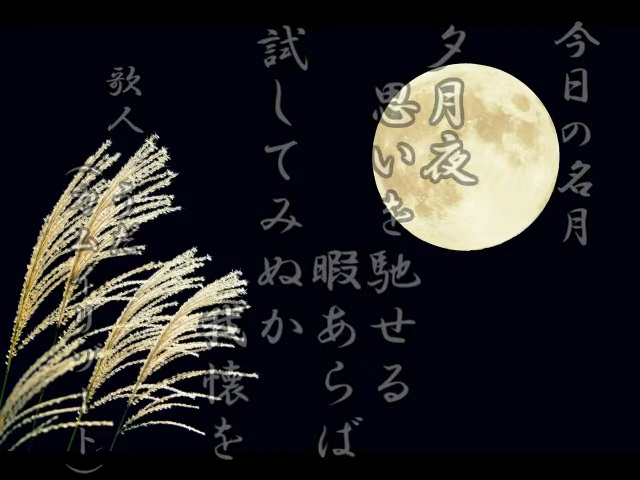 今日の名月
夕月夜
思いを馳せる
暇あらば
試してみぬか
我懐を
歌人